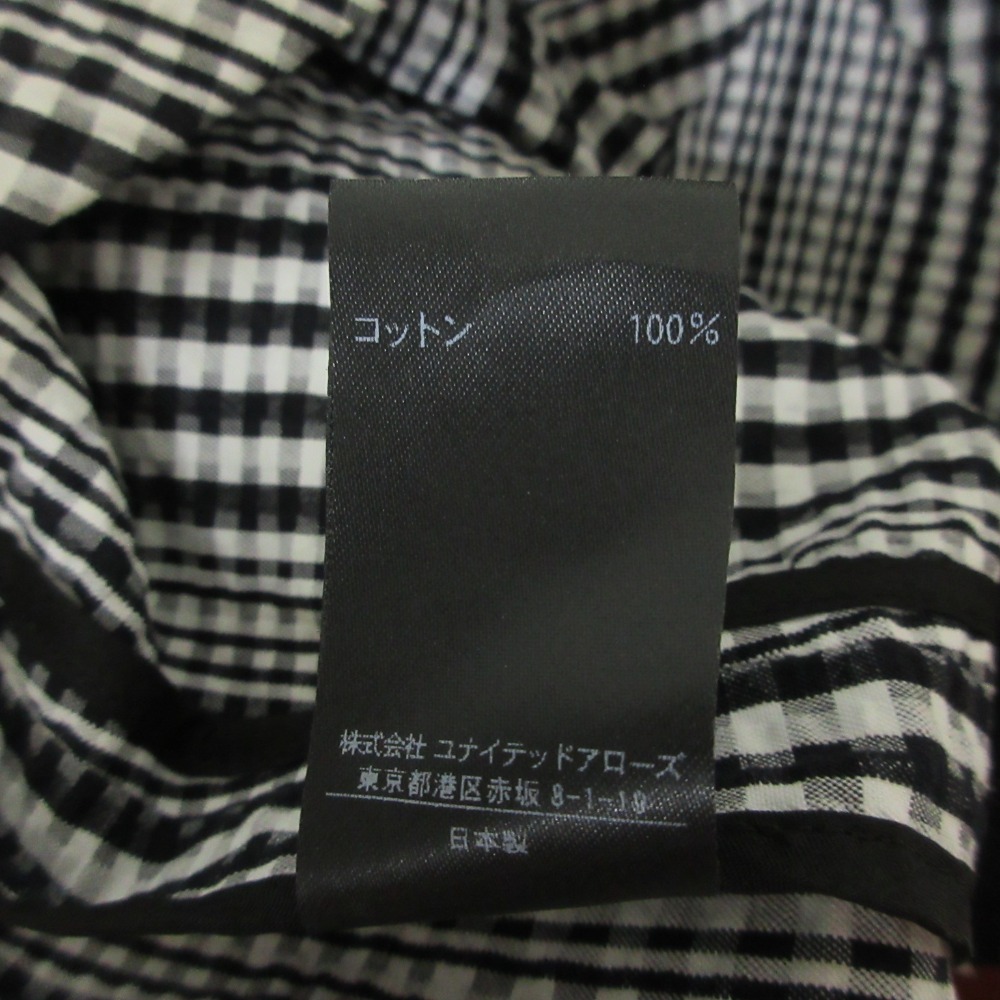 コットン 100%
株式会社 ユナイテッドアローズ
東京都港区赤坂 8-1-19
日本製